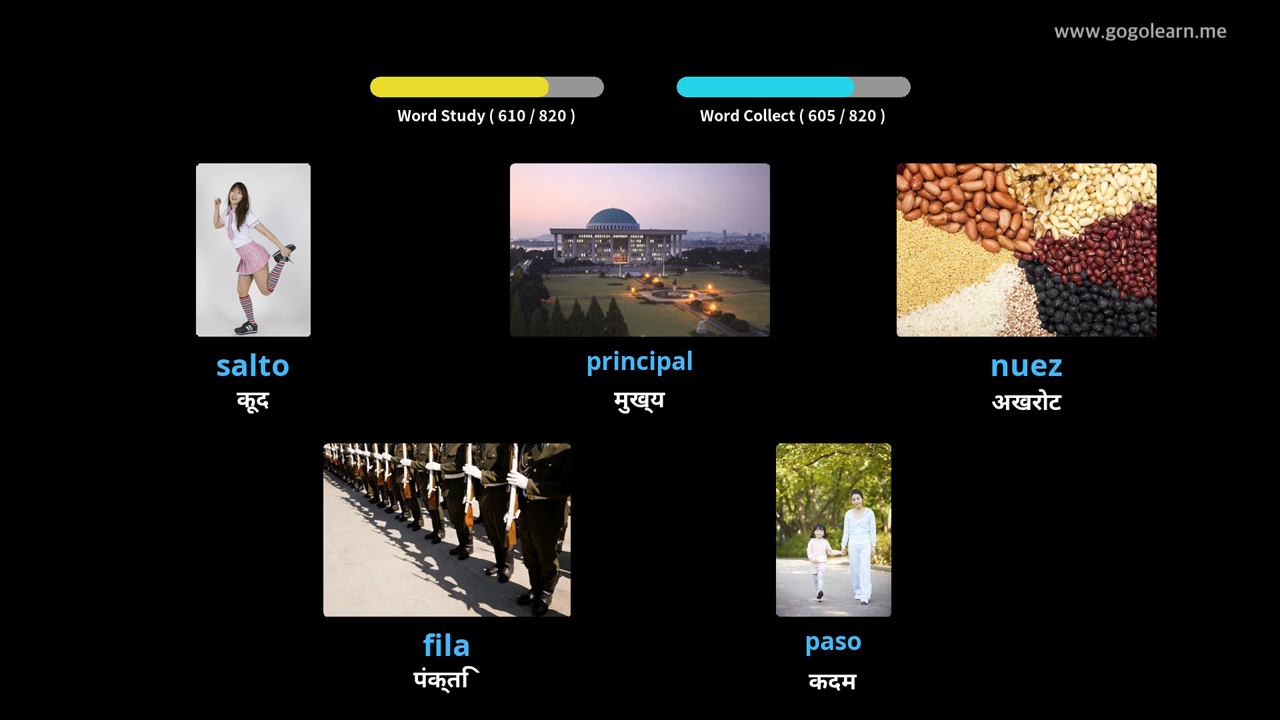 www.gogolearn.me
Word Study ( 610 / 820 )
Word Collect ( 605 / 820 )
salto
कूद
principal
मुख्य
nuez
अखरोट
fila
पंक्ति
paso
कदम